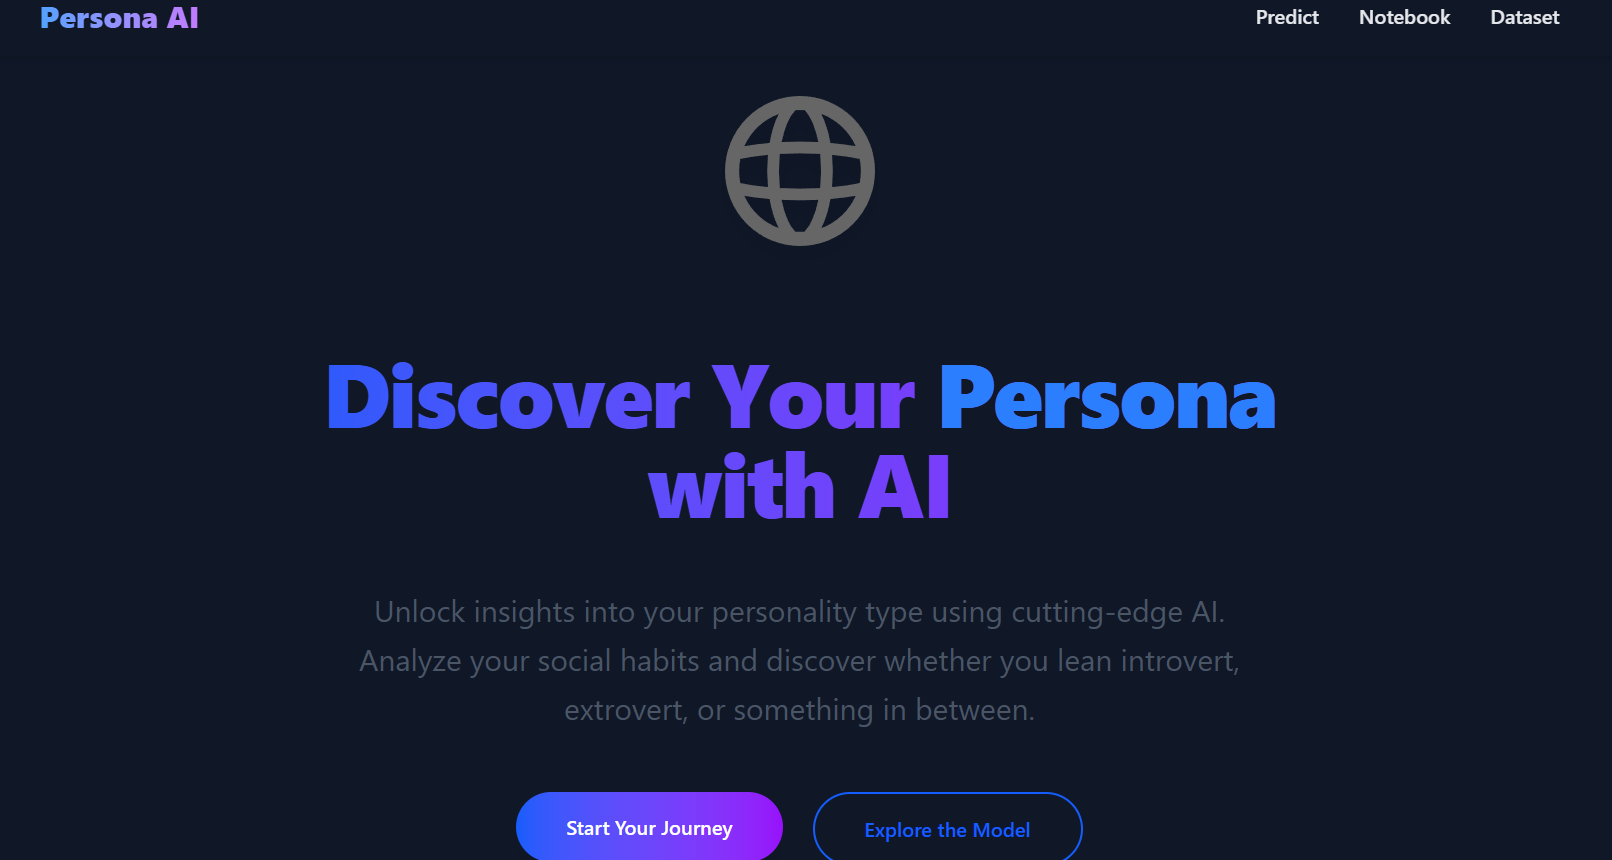 Persona AI
Predict Notebook Dataset
Discover Your Persona
with AI
Unlock insights into your personality type using cutting-edge AI.
Analyze your social habits and discover whether you lean introvert,
extrovert, or something in between.
Start Your Journey
Explore the Model